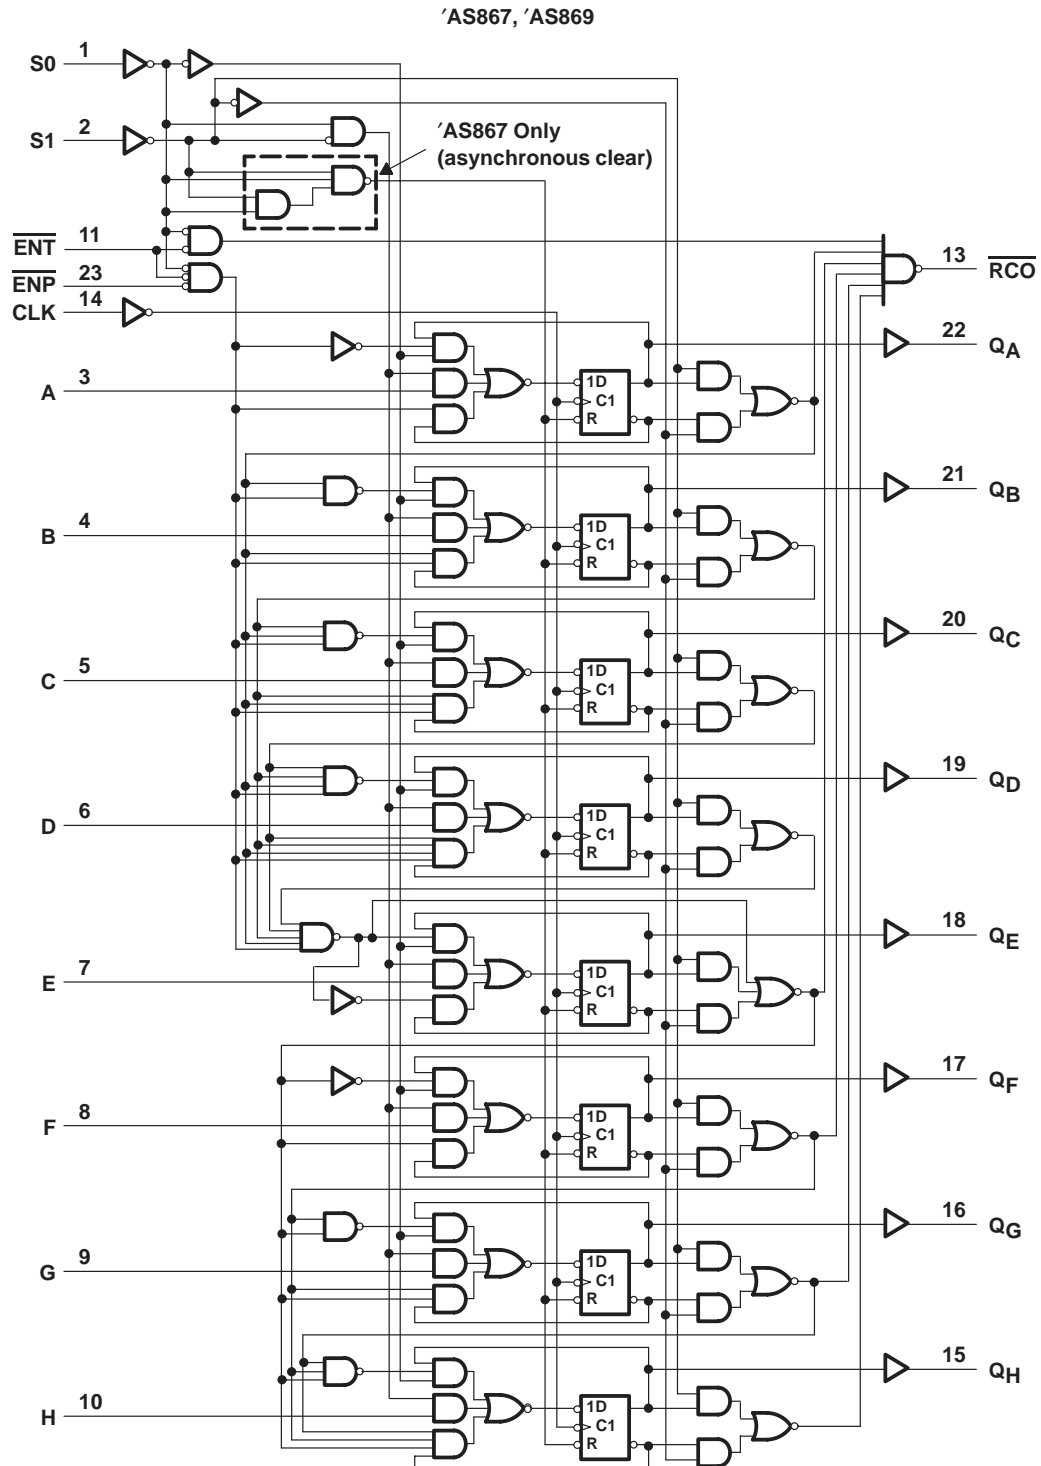 ′AS867, ′AS869
S0 1
S1 2
′AS867 Only
(asynchronous clear)
ENT 11
ENP 23
CLK 14
13 RCO
22 QA
A 3
1D
C1
R
21 QB
B 4
1D
C1
R
20 QC
C 5
1D
C1
R
19 QD
D 6
1D
C1
R
18 QE
E 7
1D
C1
R
17 QF
F 8
1D
C1
R
16 QG
G 9
1D
C1
R
15 QH
H 10
1D
C1
R